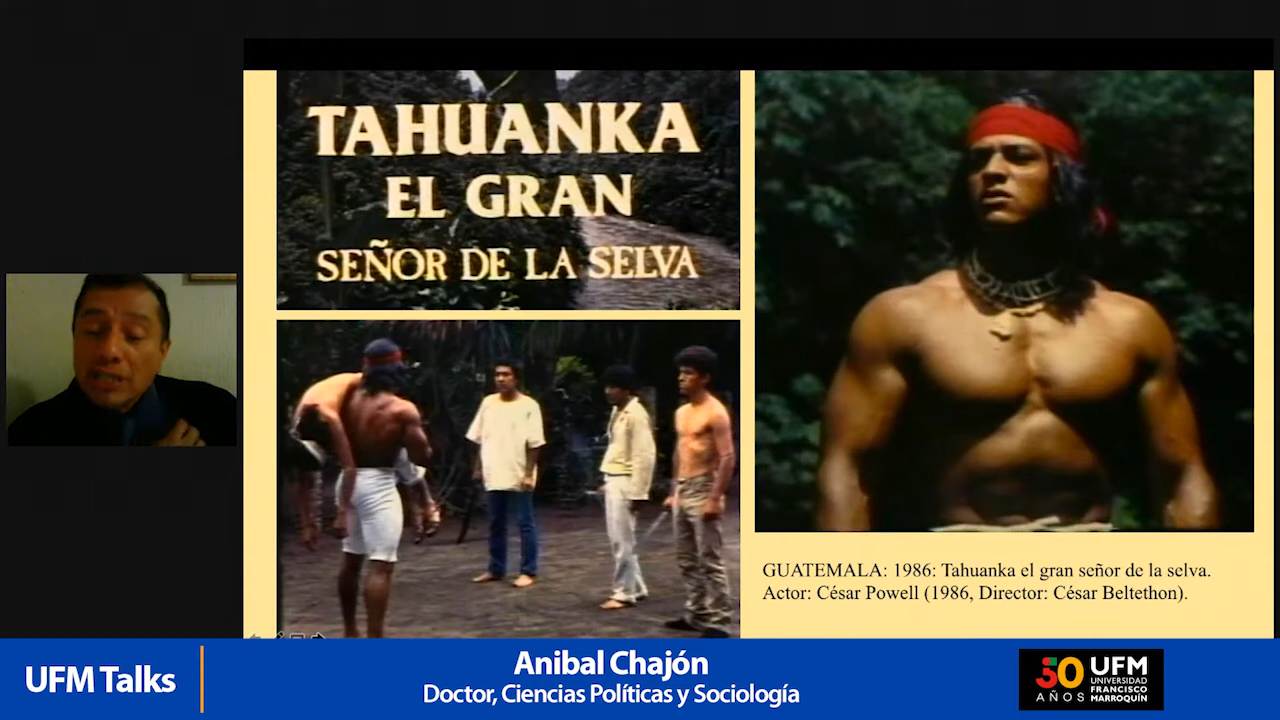 TAHUANKA
EL GRAN
SEÑOR DE LA SELVA
GUATEMALA: 1986: Tahuanka el gran señor de la selva.
Actor: César Powell (1986, Director: César Beltethon).
UFM Talks
Anibal Chajón
Doctor, Ciencias Políticas y Sociología
50
AÑOS
UFM
UNIVERSIDAD
FRANCISCO
MARROQUÍN